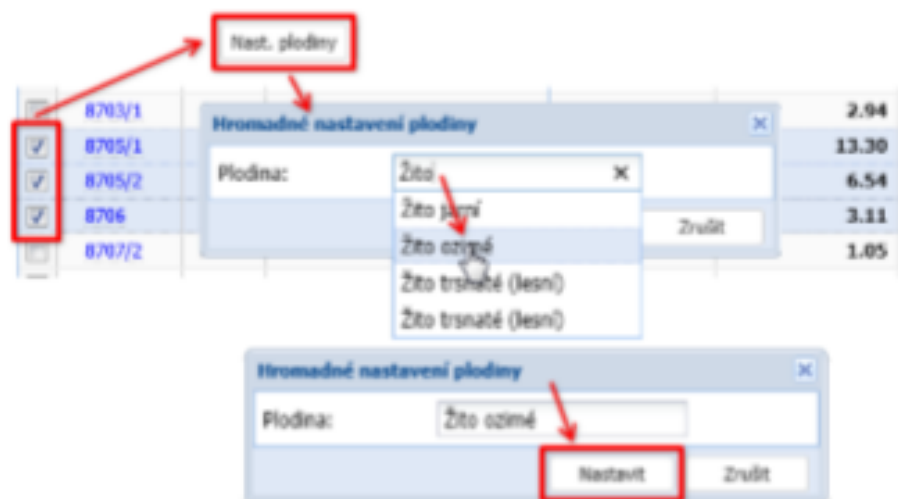 Nast. plodiny
8703/1 2.94
Hromadné nastavení plodiny
8705/1 13.30
Plodina: Žito
8705/2 6.54
Žito jarní
8706 Zrušit 3.11
Žito ozimé
8707/2 1.05
Žito trsnaté (lesní)
Žito trsnaté (lesní)
Hromadné nastavení plodiny
Plodina: Žito ozimé
Nastavit Zrušit